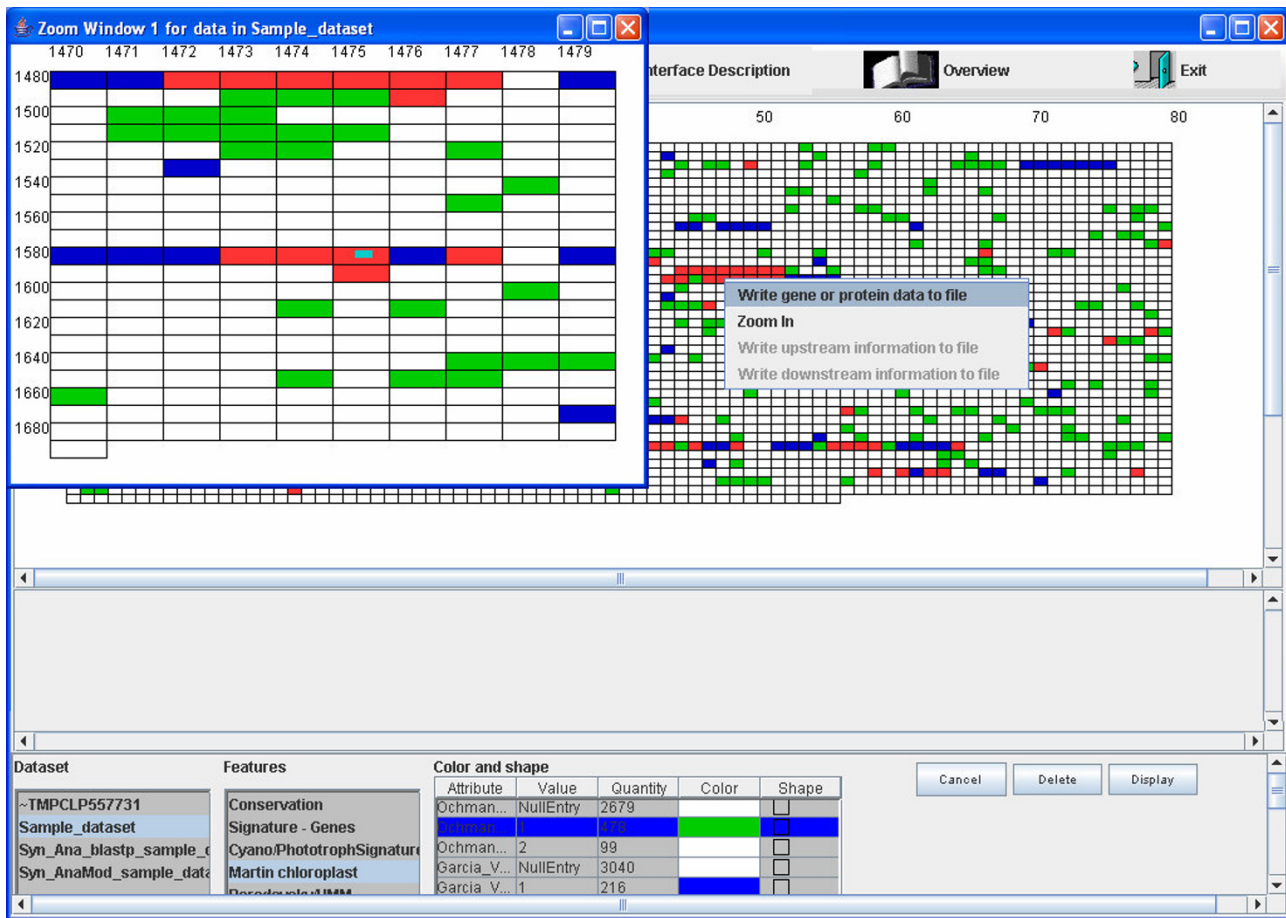 Zoom Window 1 for data in Sample_dataset
1470 1471 1472 1473 1474 1475 1476 1477 1478 1479
1480
1500
1520
1540
1560
1580
1600
1620
1640
1660
1680
nterface Description Overview Exit
50 60 70 80
Write gene or protein data to file
Zoom In
Write upstream information to file
Write downstream information to file
Dataset Features Color and shape
Cancel Delete Display
Attribute Value Quantity Color Shape
~TMPCLP557731 Conservation Ochman... NullEntry 2679
Sample_dataset Signature - Genes Ochman... 1 478
Syn_Ana_blastp_sample_d Cyano/PhototrophSignature Ochman... 2 99
Syn_AnaMod_sample_data Martin chloroplast Garcia_V... NullEntry 3040
Garcia_V... 1 216